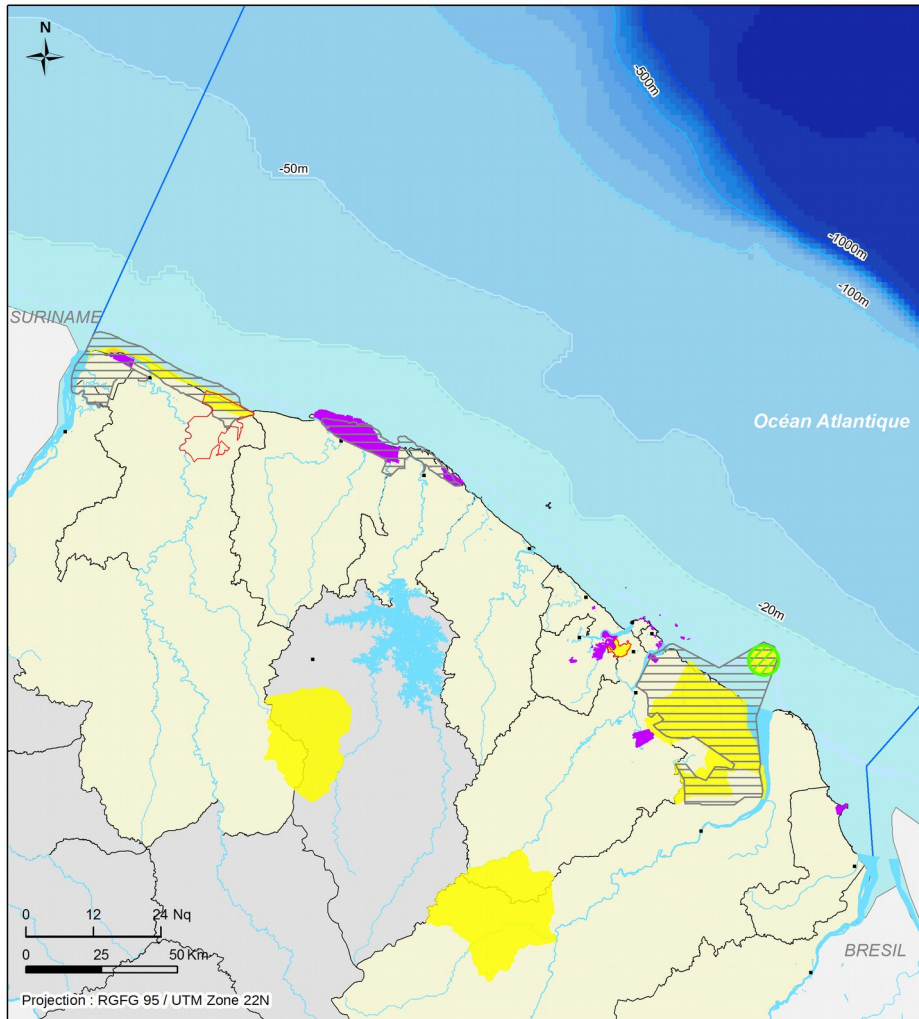 N
-500m
-50m
-1000m
-100m
SURINAME
Océan Atlantique
-20m
0 12 24 Nq
0 25 50 Km
BRESIL
Projection : RGFG 95 / UTM Zone 22N